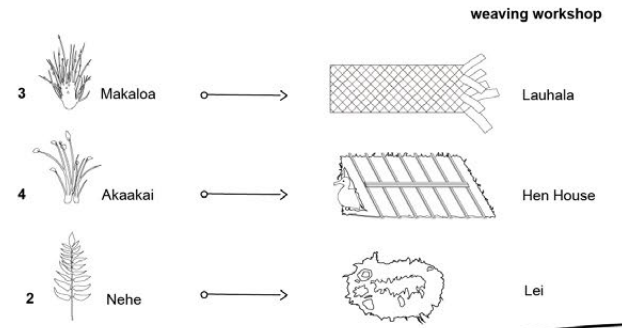 weaving workshop
3 Makaloa Lauhala
4 Akaakai Hen House
2 Nehe Lei